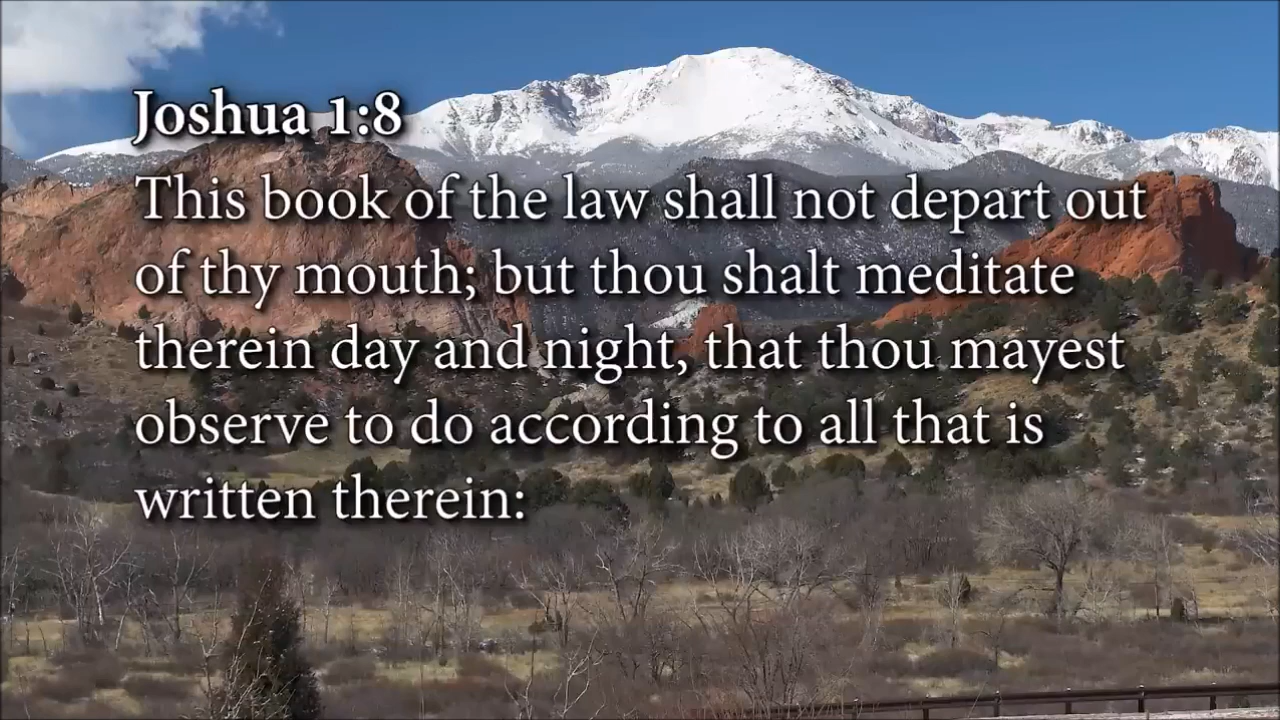 Joshua 1:8
This book of the law shall not depart out
of thy mouth; but thou shalt meditate
therein day and night, that thou mayest
observe to do according to all that is
written therein: